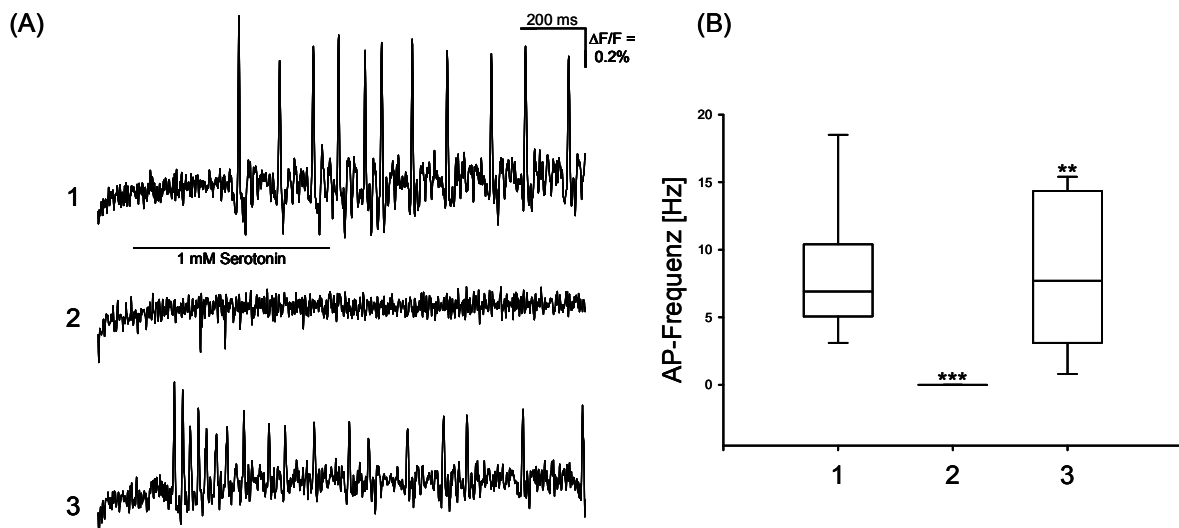 (A)
200 ms
ΔF/F =
0.2%
1
1 mM Serotonin
2
3
(B)
AP-Frequenz [Hz]
20
15
10
5
0
**
***
1 2 3